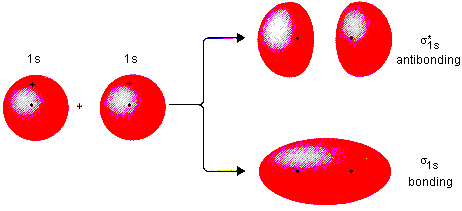 1s 1s
+ + +
+
σ*1s
antibonding
σ1s
bonding